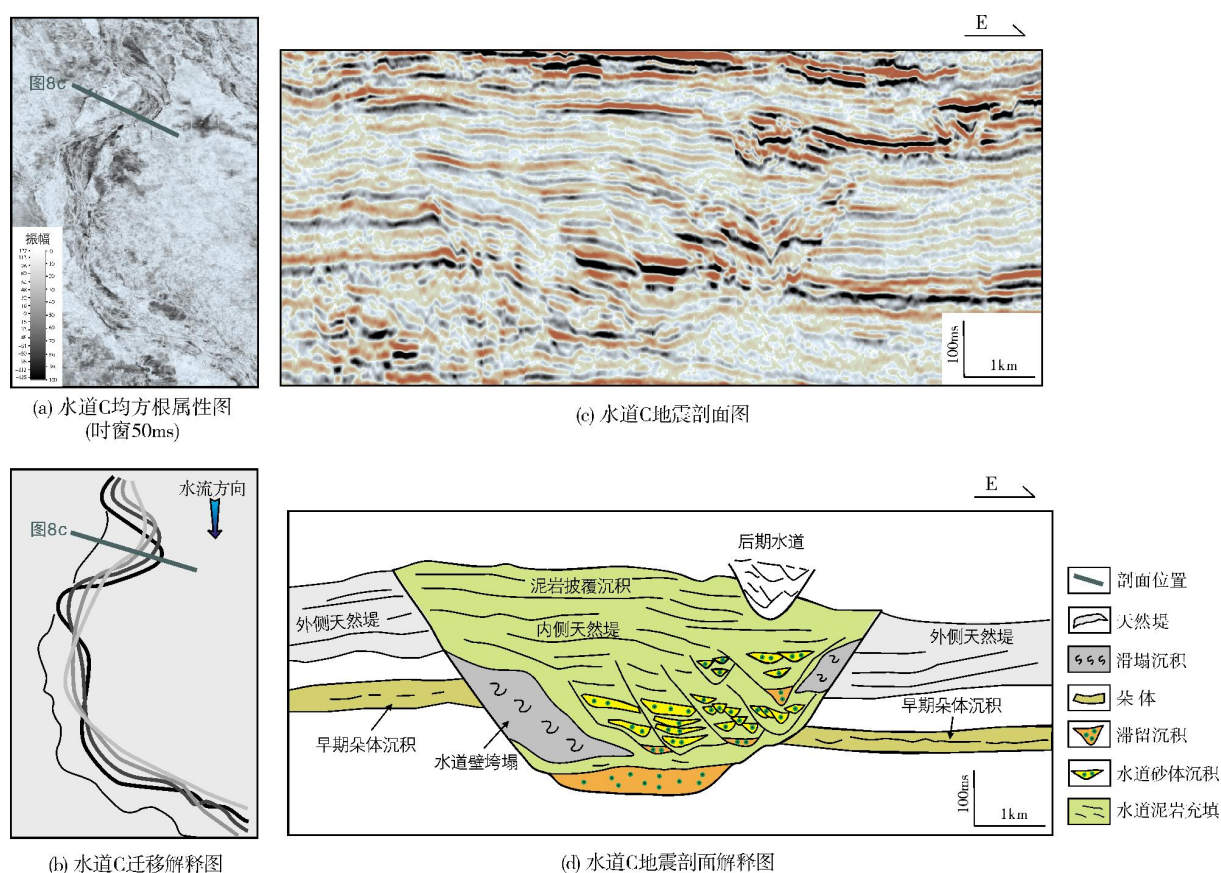 图8c
振幅
(a) 水道C均方根属性图
(时窗50ms)
E
100ms
1km
(c) 水道C地震剖面图
水流方向
图8c
(b) 水道C迁移解释图
E
后期水道
泥岩披覆沉积
外侧天然堤
内侧天然堤
外侧天然堤
早期朵体沉积
水道壁垮塌
早期朵体沉积
100ms
1km
(d) 水道C地震剖面解释图
剖面位置
天然堤
滑塌沉积
朵体
滞留沉积
水道砂体沉积
水道泥岩充填